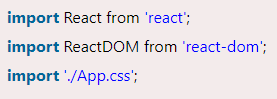 import React from 'react';
import ReactDOM from 'react-dom';
import './App.css';